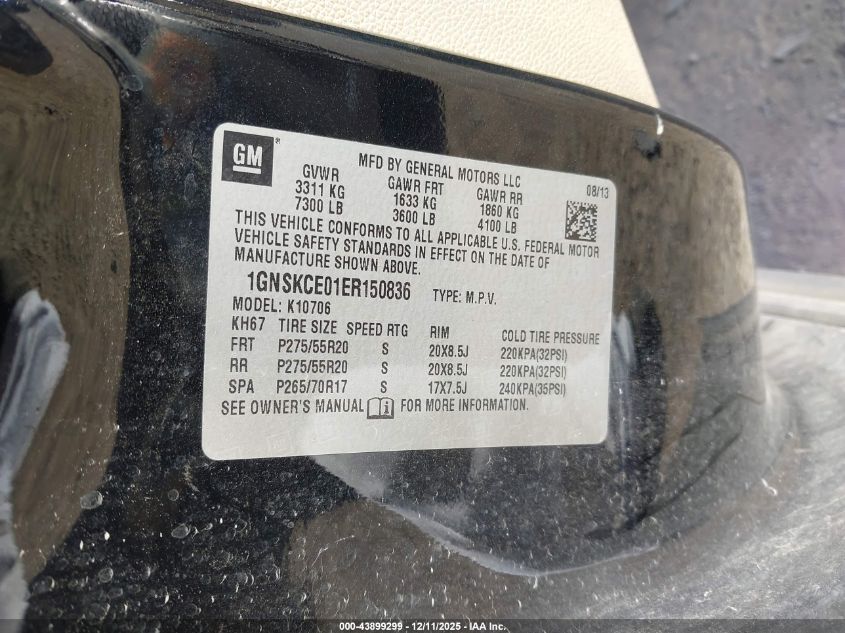 GM®
MFD BY GENERAL MOTORS LLC
08/13
GVWR GAWR FRT GAWR RR
3311 KG 1633 KG 1860 KG
7300 LB 3600 LB 4100 LB
THIS VEHICLE CONFORMS TO ALL APPLICABLE U.S. FEDERAL MOTOR
VEHICLE SAFETY STANDARDS IN EFFECT ON THE DATE OF
MANUFACTURE SHOWN ABOVE.
1GNSKCE01ER150836 TYPE: M.P.V.
MODEL: K10706
KH67 TIRE SIZE SPEED RTG RIM COLD TIRE PRESSURE
FRT P275/55R20 S 20X8.5J 220KPA(32PSI)
RR P275/55R20 S 20X8.5J 220KPA(32PSI)
SPA P265/70R17 S 17X7.5J 240KPA(35PSI)
SEE OWNER'S MANUAL FOR MORE INFORMATION.
000-43899299 - 12/11/2025 - IAA Inc.